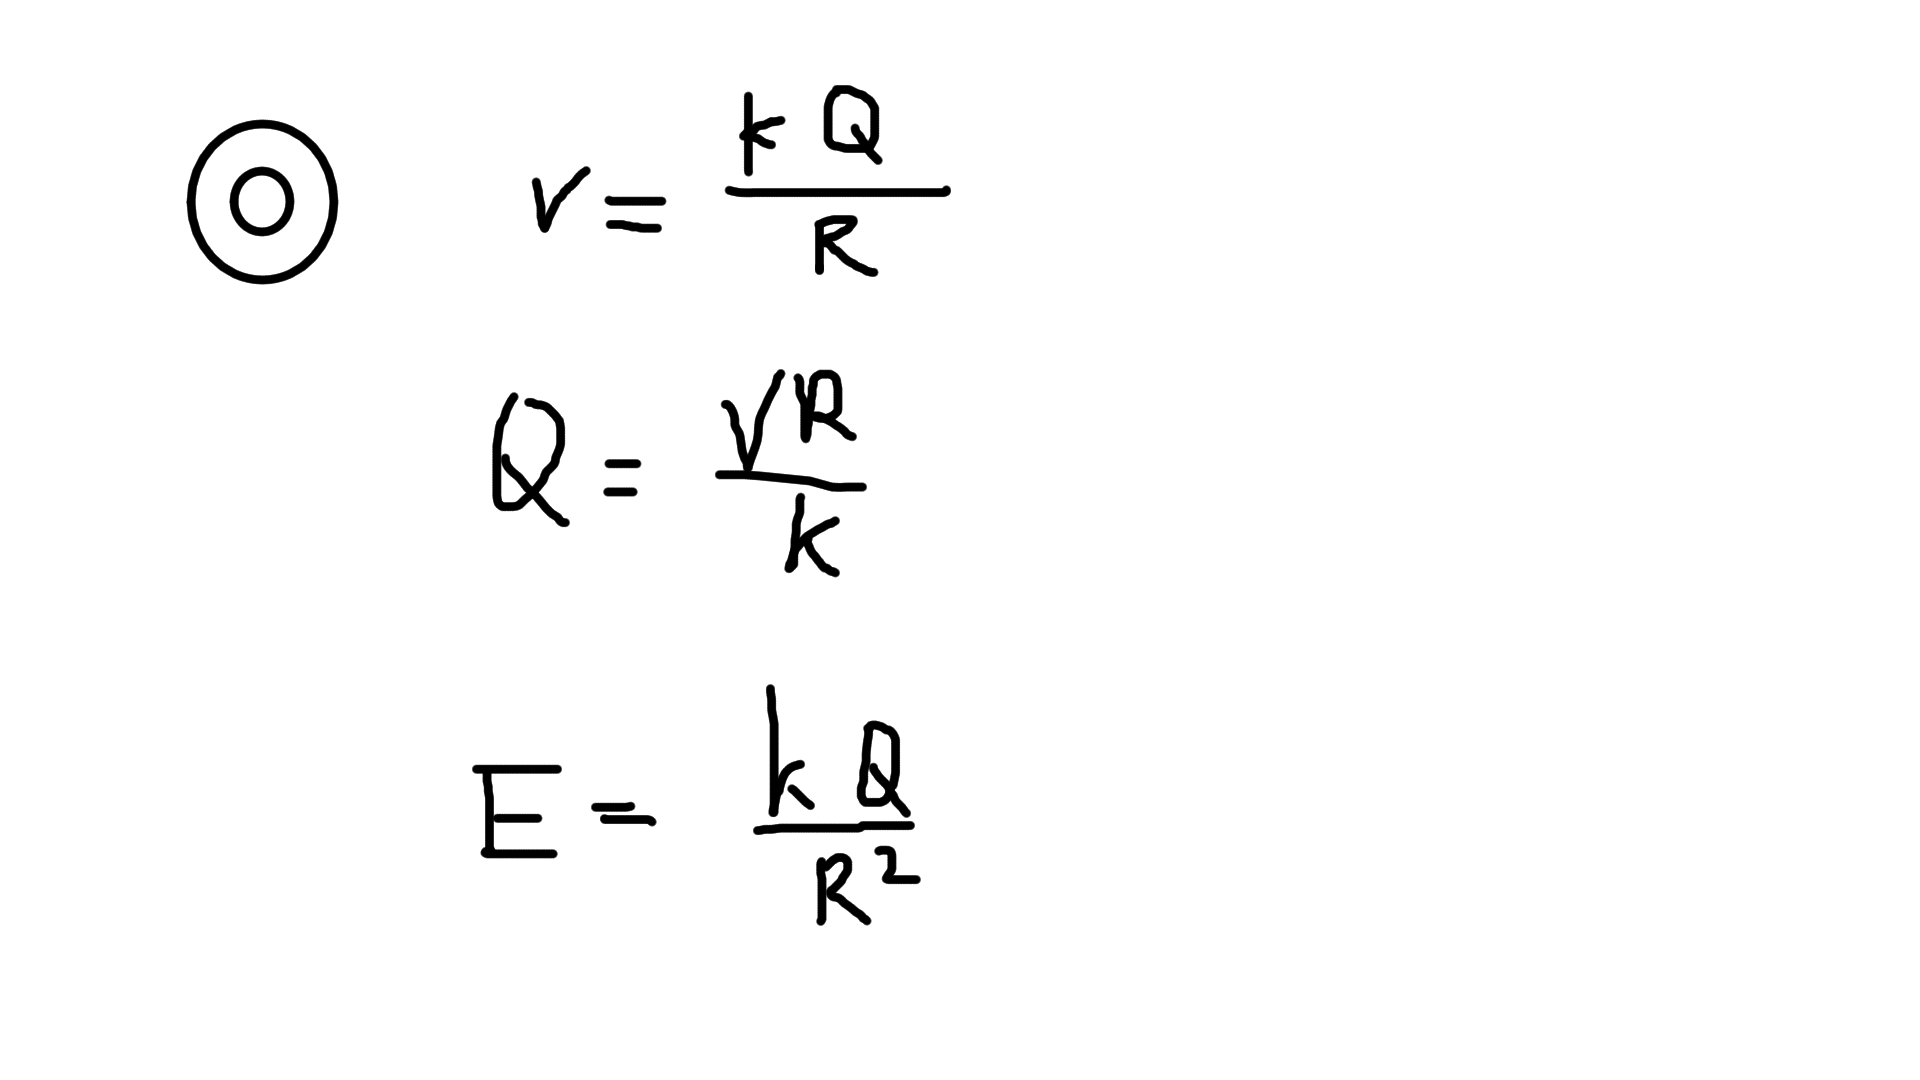 V = kQ / R
Q = VR / k
E = kQ / R²